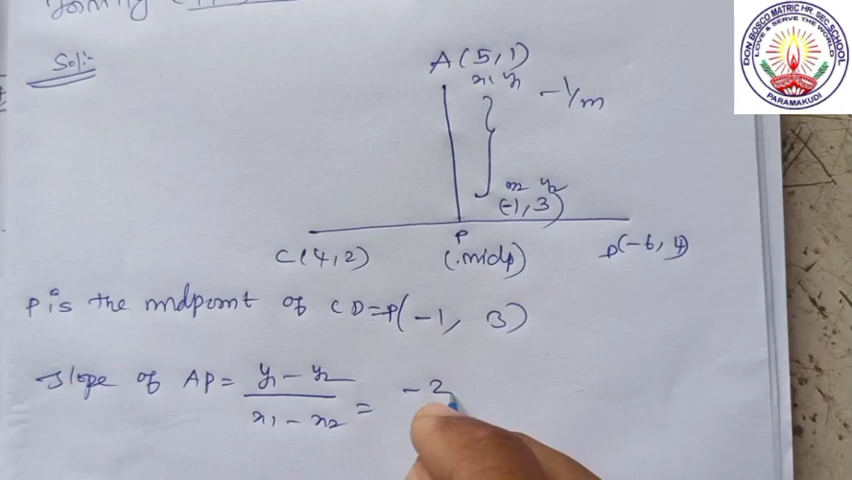 Joining
Soln:-
A(5,1)
x1 y1
-1/m
x2 y2
(-1,3)
P
C(4,2)
(.midp)
D(-6,4)
P is the midpoint of CD=P(-1, 3)
Slope of AP= y1 - y2 / x1 - x2 = -2
DON BOSCO MATRIC HR. SEC. SCHOOL
LOVE & SERVE THE WORLD
PARAMAKUDI